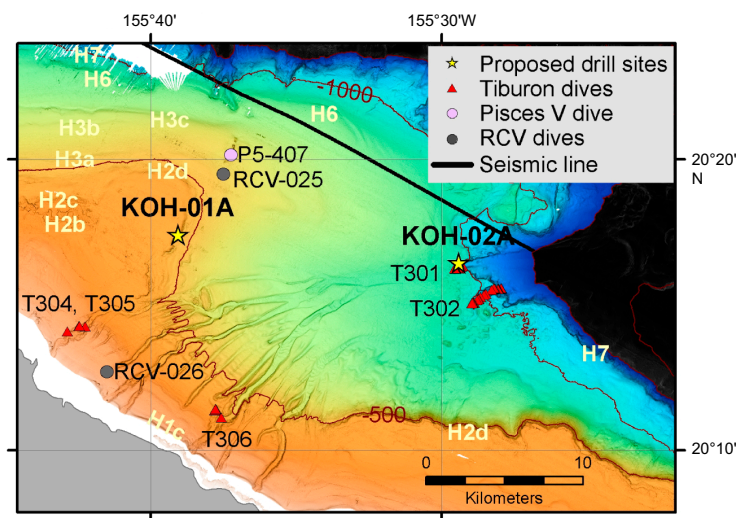 155°40' 155°30'
H7
H6
Proposed drill sites
Tiburon dives
Pisces V dive
RCV dives
Seismic line
-1000
H6
H3b
H3c
H3a
H2d
P5-407
RCV-025
20°20'
N
H2c
H2b
KOH-01A
KOH-02A
T301
T302
T304, T305
H7
RCV-026
H1c
T306
-500
H2d
20°10'
0 10
Kilometers